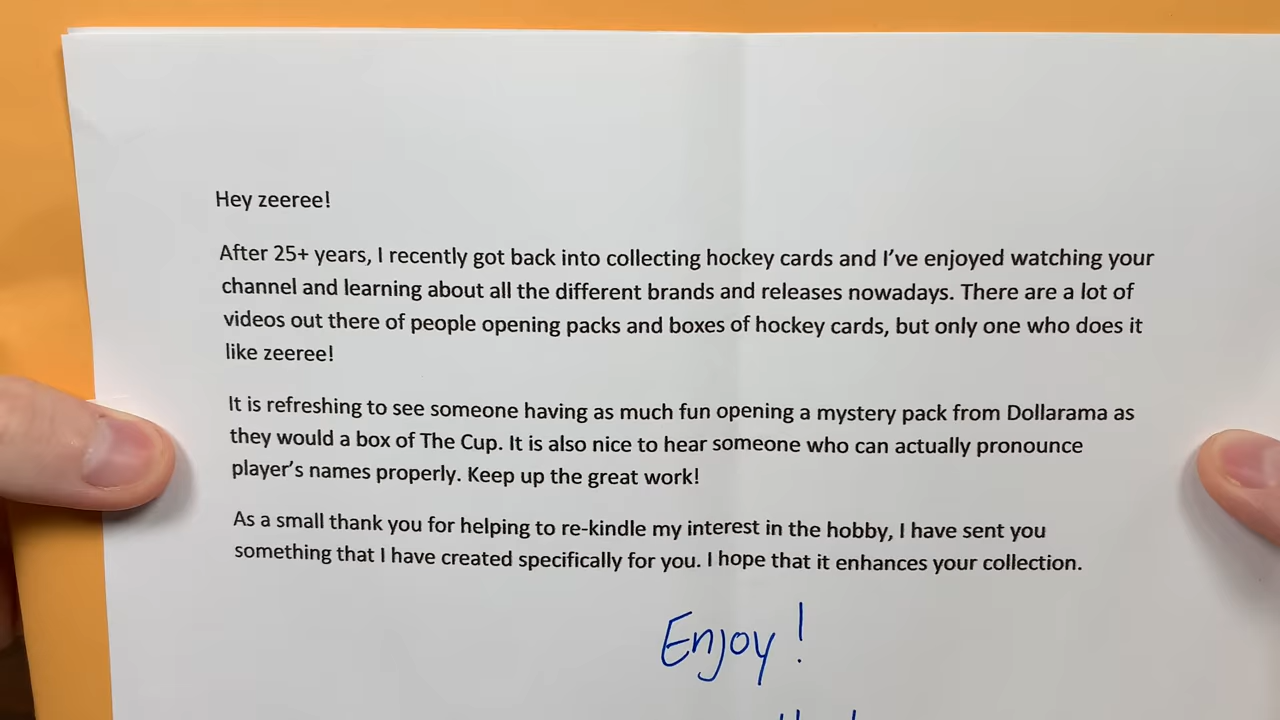 Hey zeeree!
After 25+ years, I recently got back into collecting hockey cards and I've enjoyed watching your
channel and learning about all the different brands and releases nowadays. There are a lot of
videos out there of people opening packs and boxes of hockey cards, but only one who does it
like zeeree!
It is refreshing to see someone having as much fun opening a mystery pack from Dollarama as
they would a box of The Cup. It is also nice to hear someone who can actually pronounce
player's names properly. Keep up the great work!
As a small thank you for helping to re-kindle my interest in the hobby, I have sent you
something that I have created specifically for you. I hope that it enhances your collection.
Enjoy!